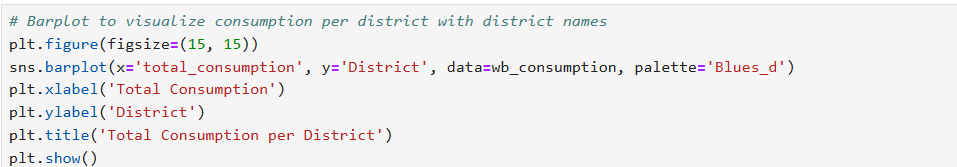 # Barplot to visualize consumption per district with district names
plt.figure(figsize=(15, 15))
sns.barplot(x='total_consumption', y='District', data=wb_consumption, palette='Blues_d')
plt.xlabel('Total Consumption')
plt.ylabel('District')
plt.title('Total Consumption per District')
plt.show()